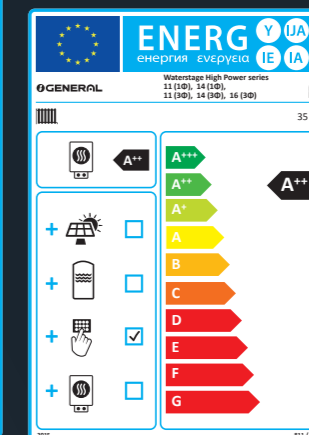 ENERG Y IJA
енергия ενεργεια IE IA
GENERAL
Waterstage High Power series
11 (1Φ), 14 (1Φ),
11 (3Φ), 14 (3Φ), 16 (3Φ)
35
A++
A+++
A++
A++
A+
A
B
C
D
E
F
G
+
+
+
+